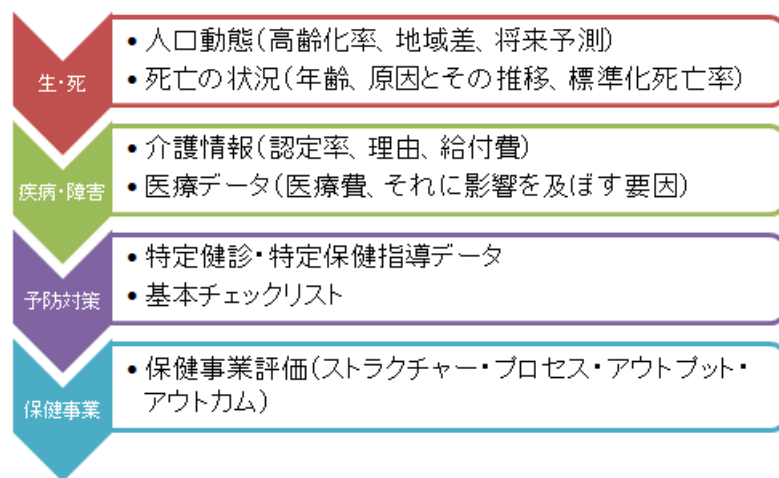 生・死
• 人口動態(高齢化率、地域差、将来予測)
• 死亡の状況(年齢、原因とその推移、標準化死亡率)
疾病・障害
• 介護情報(認定率、理由、給付費)
• 医療データ(医療費、それに影響を及ぼす要因)
予防対策
• 特定健診・特定保健指導データ
• 基本チェックリスト
保健事業
• 保健事業評価(ストラクチャー・プロセス・アウトプット・
アウトカム)